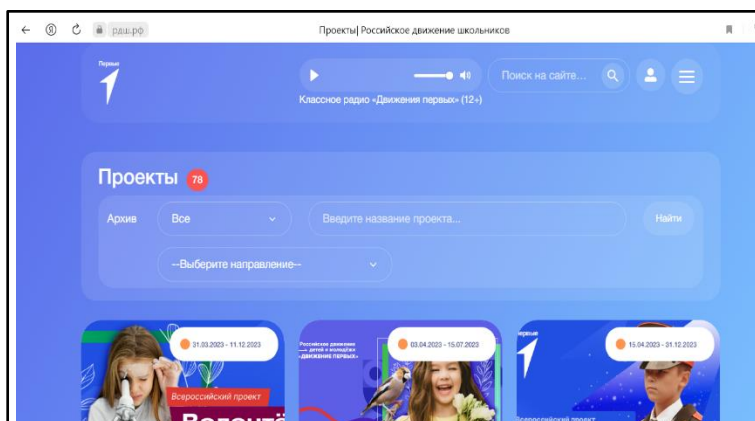 рдш.рф
Проекты| Российское движение школьников
Первые
Поиск на сайте...
Классное радио «Движения первых» (12+)
Проекты 78
Архив Все Введите название проекта... Найти
--Выберите направление--
31.03.2023 - 11.12.2023
03.04.2023 - 15.07.2023
15.04.2023 - 31.12.2023
Российское движение
детей и молодёжи
«ДВИЖЕНИЕ ПЕРВЫХ»
Всероссийский проект
Всероссийский проект